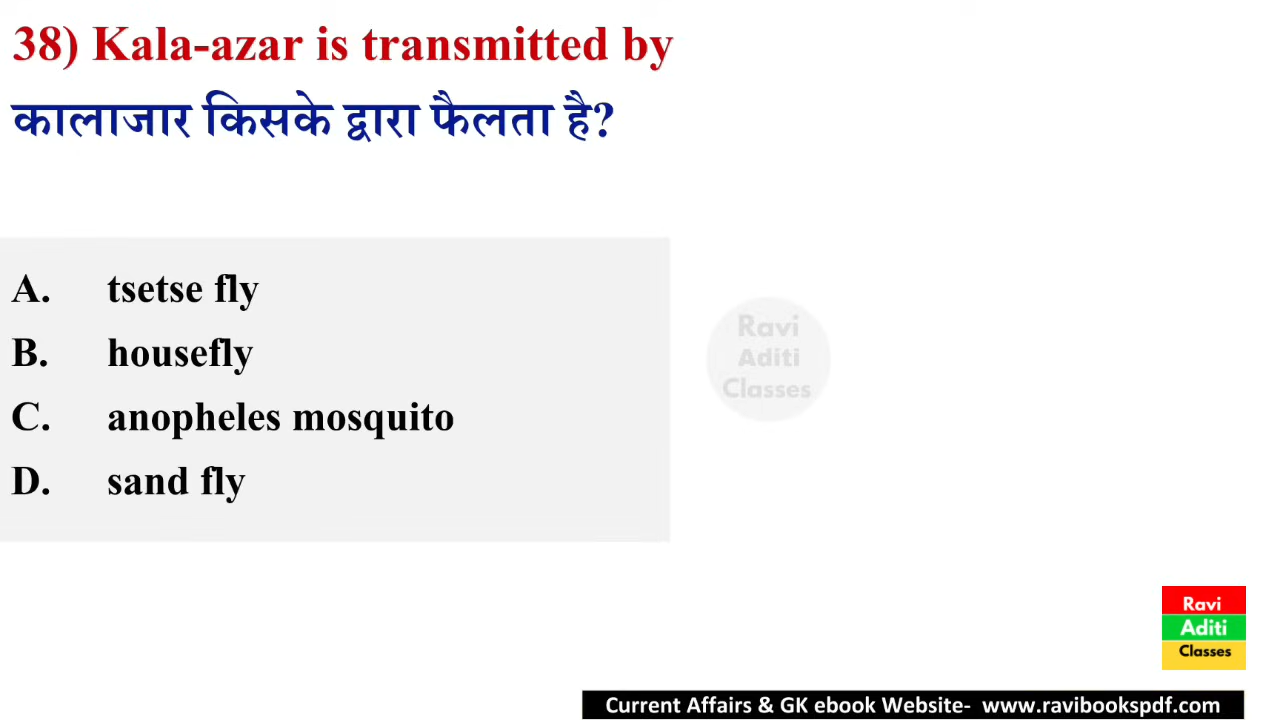 38) Kala-azar is transmitted by
कालाजार किसके द्वारा फैलता है?
A. tsetse fly
B. housefly
C. anopheles mosquito
D. sand fly
Ravi
Aditi
Classes
Ravi
Aditi
Classes
Current Affairs & GK ebook Website- www.ravibookspdf.com